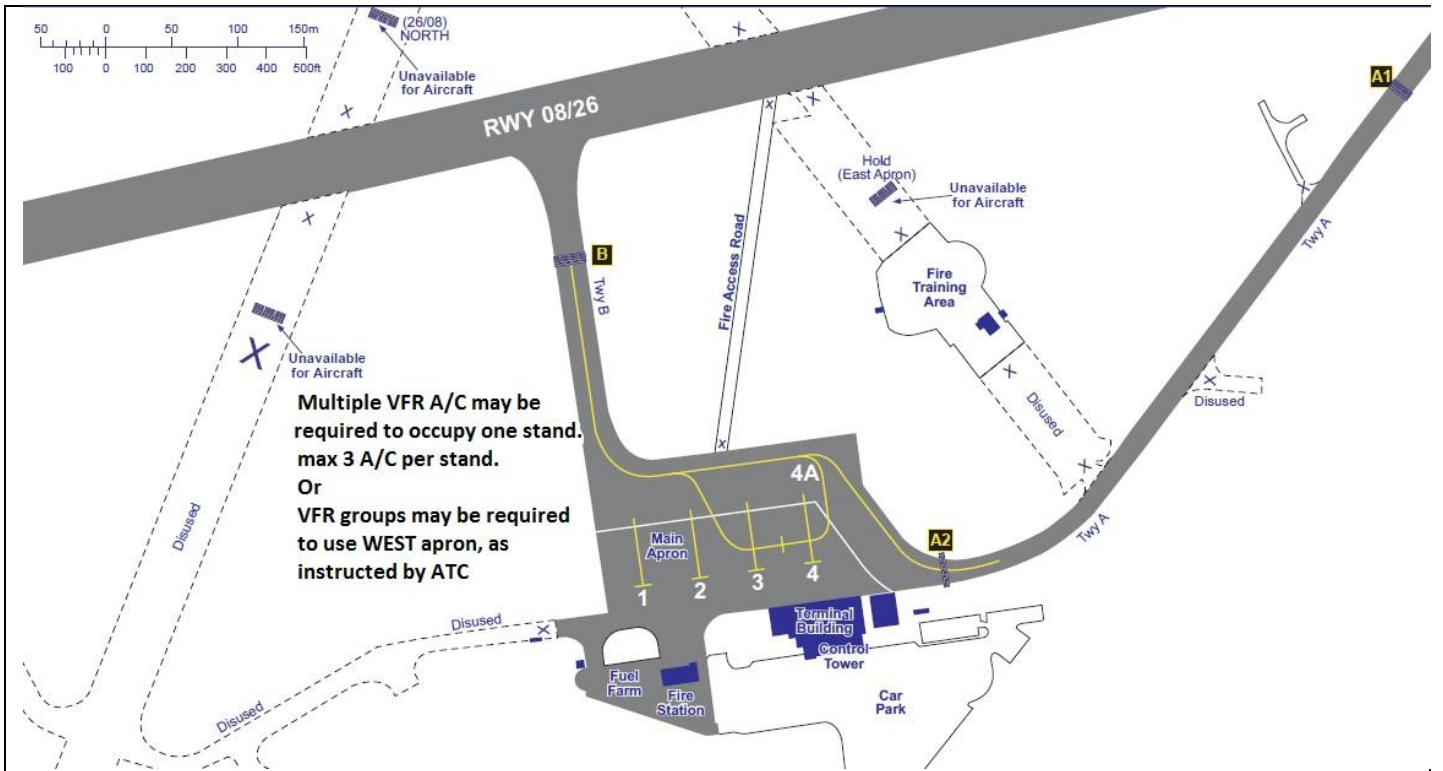 50 0 50 100 150m
100 0 100 200 300 400 500ft
(26/08)
NORTH
Unavailable
for Aircraft
X
X
A1
RWY 08/26
X
X
X
Hold
(East Apron)
Unavailable
for Aircraft
X
X
X
Twy A
B
Twy B
Fire Access Road
Fire
Training
Area
X
Unavailable
for Aircraft
X
X
Disused
Disused
Multiple VFR A/C may be
required to occupy one stand.
max 3 A/C per stand.
Or
VFR groups may be required
to use WEST apron, as
instructed by ATC
X
4A
X
Twy A
Disused
Main
Apron
A2
1
2
3
4
Disused
X
Terminal
Building
Control
Tower
Fuel
Farm
Fire
Station
Car
Park
Disused